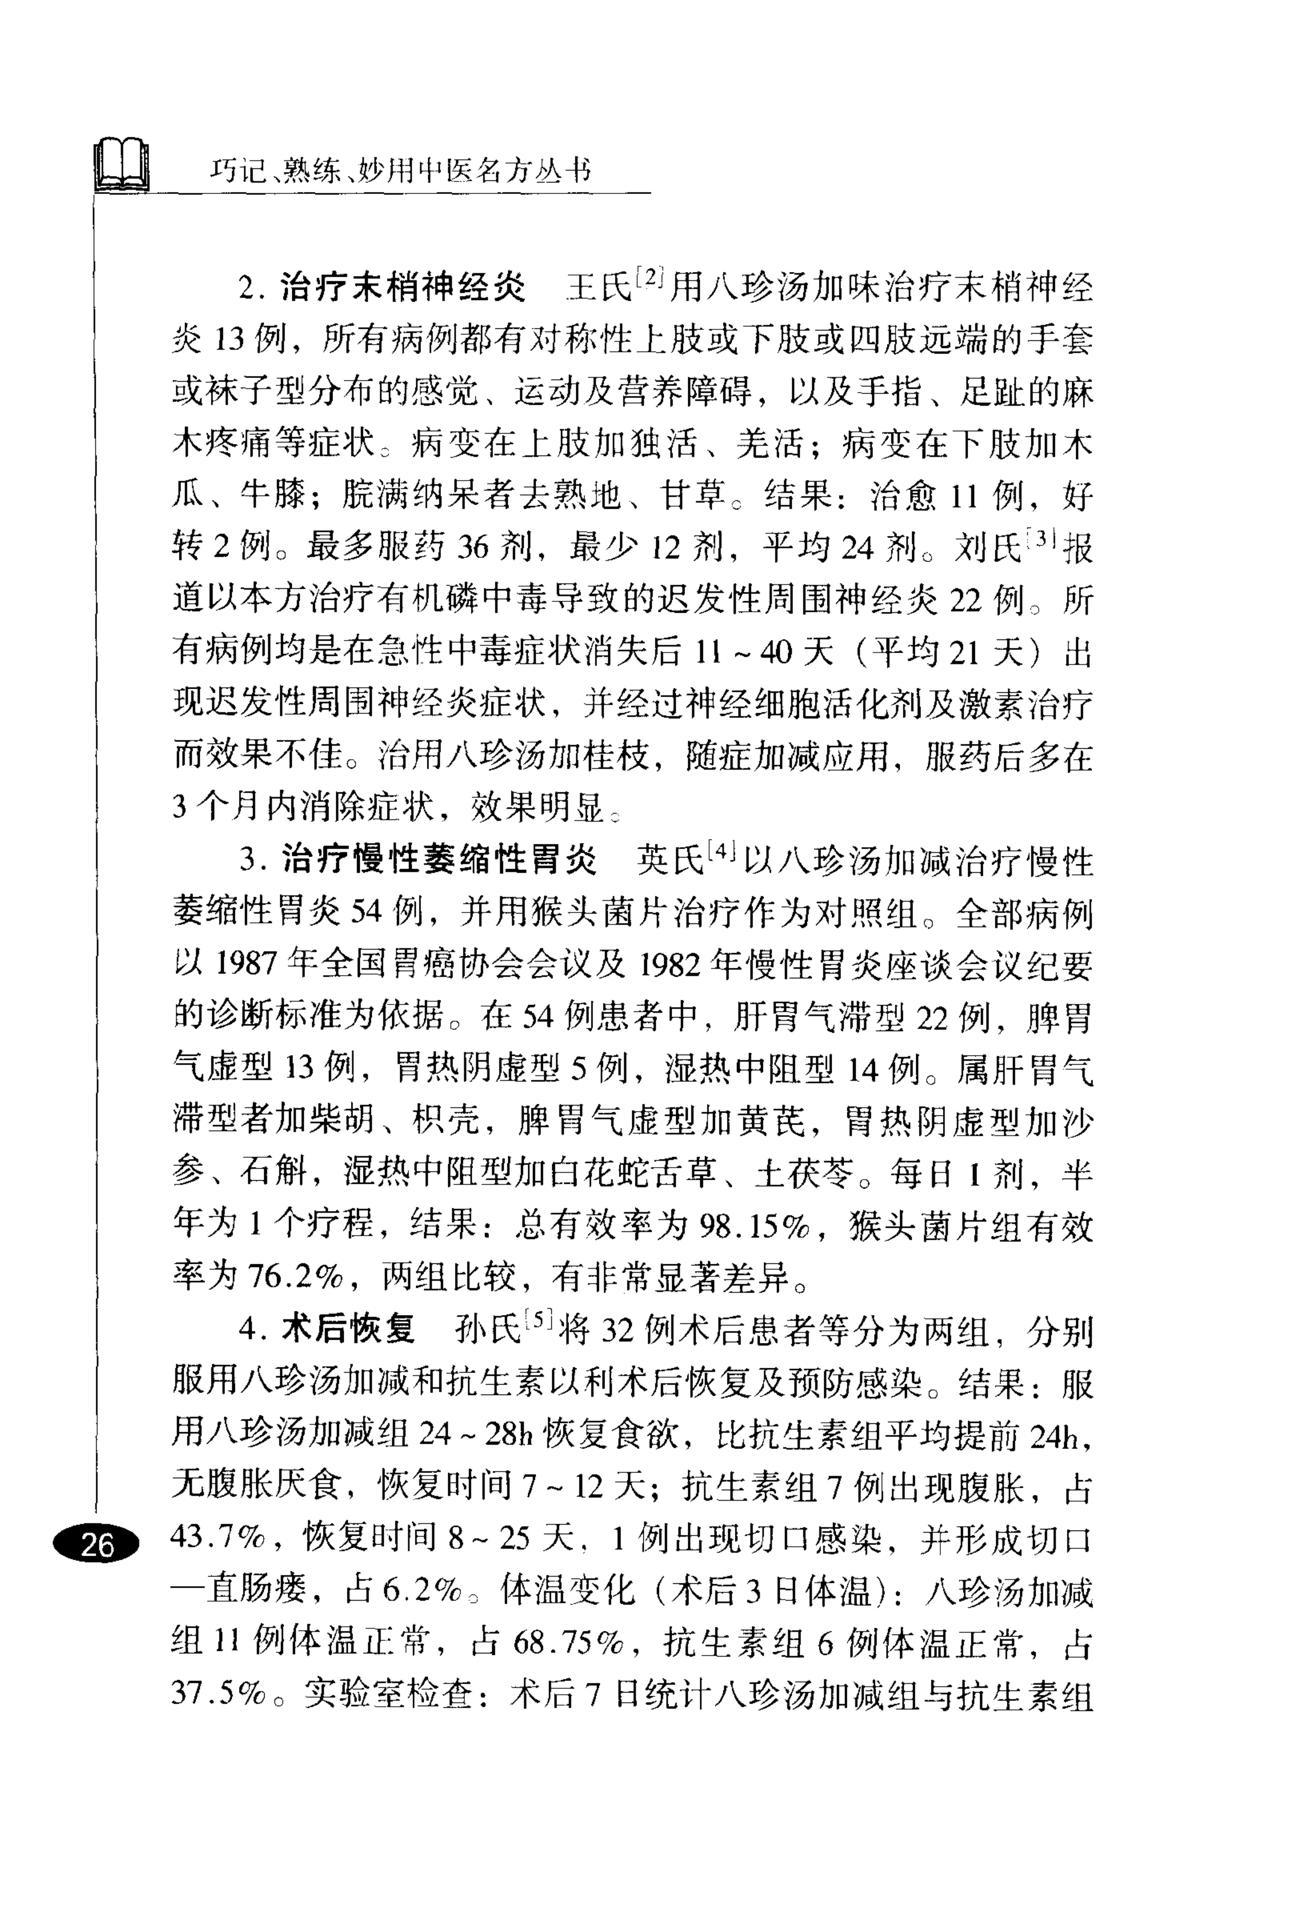 巧记、熟练、妙用中医名方丛书
2. 治疗末梢神经炎　王氏[2]用八珍汤加味治疗末梢神经
炎 13 例，所有病例都有对称性上肢或下肢或四肢远端的手套
或袜子型分布的感觉、运动及营养障碍，以及手指、足趾的麻
木疼痛等症状。病变在上肢加独活、羌活；病变在下肢加木
瓜、牛膝；脘满纳呆者去熟地、甘草。结果：治愈 11 例，好
转 2 例。最多服药 36 剂，最少 12 剂，平均 24 剂。刘氏[3]报
道以本方治疗有机磷中毒导致的迟发性周围神经炎 22 例。所
有病例均是在急性中毒症状消失后 11 ~ 40 天（平均 21 天）出
现迟发性周围神经炎症状，并经过神经细胞活化剂及激素治疗
而效果不佳。治用八珍汤加桂枝，随症加减应用，服药后多在
3 个月内消除症状，效果明显。
3. 治疗慢性萎缩性胃炎　英氏[4]以八珍汤加减治疗慢性
萎缩性胃炎 54 例，并用猴头菌片治疗作为对照组。全部病例
以 1987 年全国胃癌协会会议及 1982 年慢性胃炎座谈会议纪要
的诊断标准为依据。在 54 例患者中，肝胃气滞型 22 例，脾胃
气虚型 13 例，胃热阴虚型 5 例，湿热中阻型 14 例。属肝胃气
滞型者加柴胡、枳壳，脾胃气虚型加黄芪，胃热阴虚型加沙
参、石斛，湿热中阻型加白花蛇舌草、土茯苓。每日 1 剂，半
年为 1 个疗程，结果：总有效率为 98.15%，猴头菌片组有效
率为 76.2%，两组比较，有非常显著差异。
4. 术后恢复　孙氏[5]将 32 例术后患者等分为两组，分别
服用八珍汤加减和抗生素以利术后恢复及预防感染。结果：服
用八珍汤加减组 24 ~ 28h 恢复食欲，比抗生素组平均提前 24h，
无腹胀厌食，恢复时间 7 ~ 12 天；抗生素组 7 例出现腹胀，占
43.7%，恢复时间 8 ~ 25 天，1 例出现切口感染，并形成切口
—直肠瘘，占 6.2%。体温变化（术后 3 日体温）：八珍汤加减
组 11 例体温正常，占 68.75%，抗生素组 6 例体温正常，占
37.5%。实验室检查：术后 7 日统计八珍汤加减组与抗生素组
26